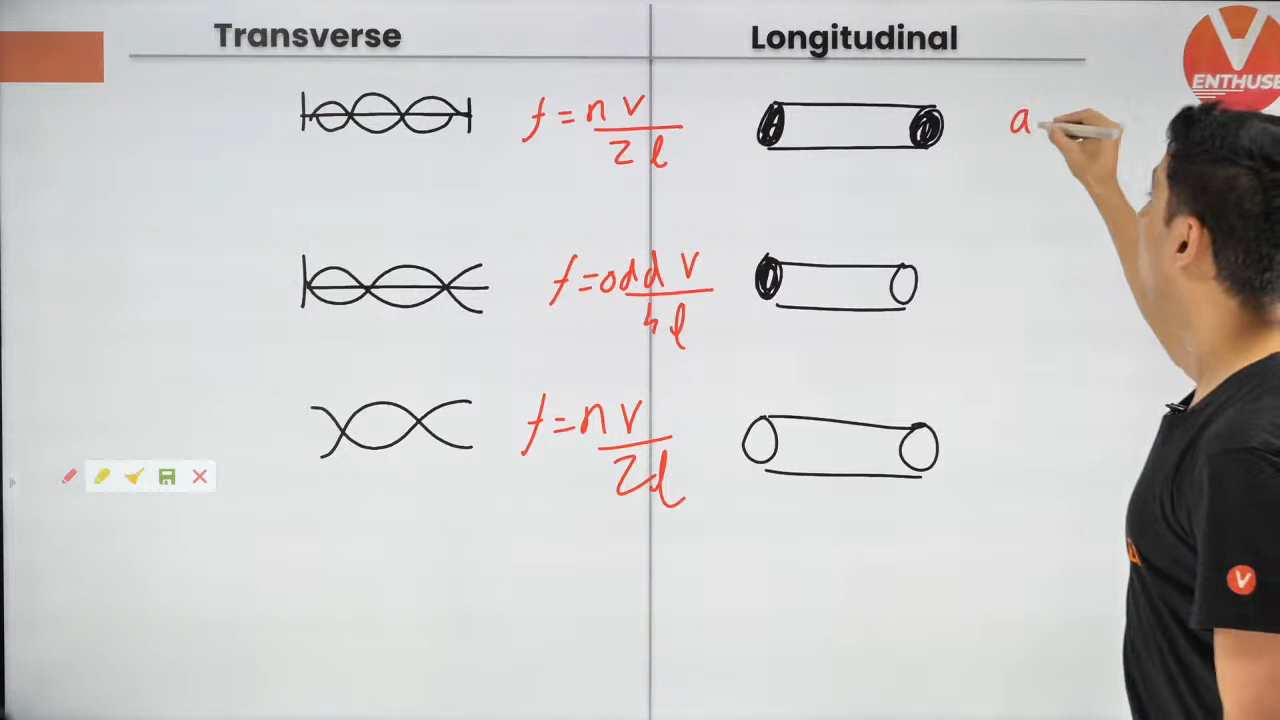 Transverse
Longitudinal
V
ENTHUSE
f = n v
2 l
a
f = odd v
4 l
f = n v
2 l
V